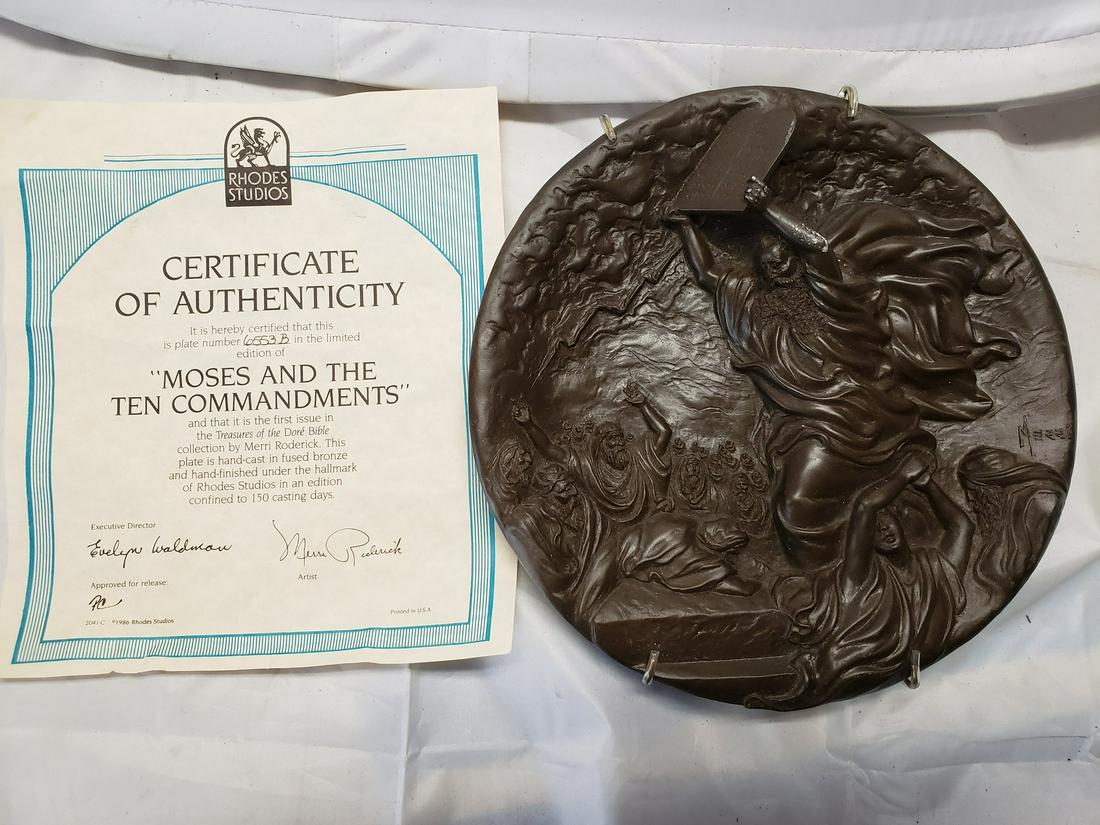 RHODES
STUDIOS
CERTIFICATE
OF AUTHENTICITY
It is hereby certified that this
is plate number 6553 B in the limited
edition of
"MOSES AND THE
TEN COMMANDMENTS"
and that it is the first issue in
the Treasures of the Doré Bible
collection by Merri Roderick. This
plate is hand-cast in fused bronze
and hand-finished under the hallmark
of Rhodes Studios in an edition
confined to 150 casting days.
Executive Director
Evelyn Waldman
Merri Roderick
Artist
Approved for release:
2041-C ©1986 Rhodes Studios
Printed in U.S.A.